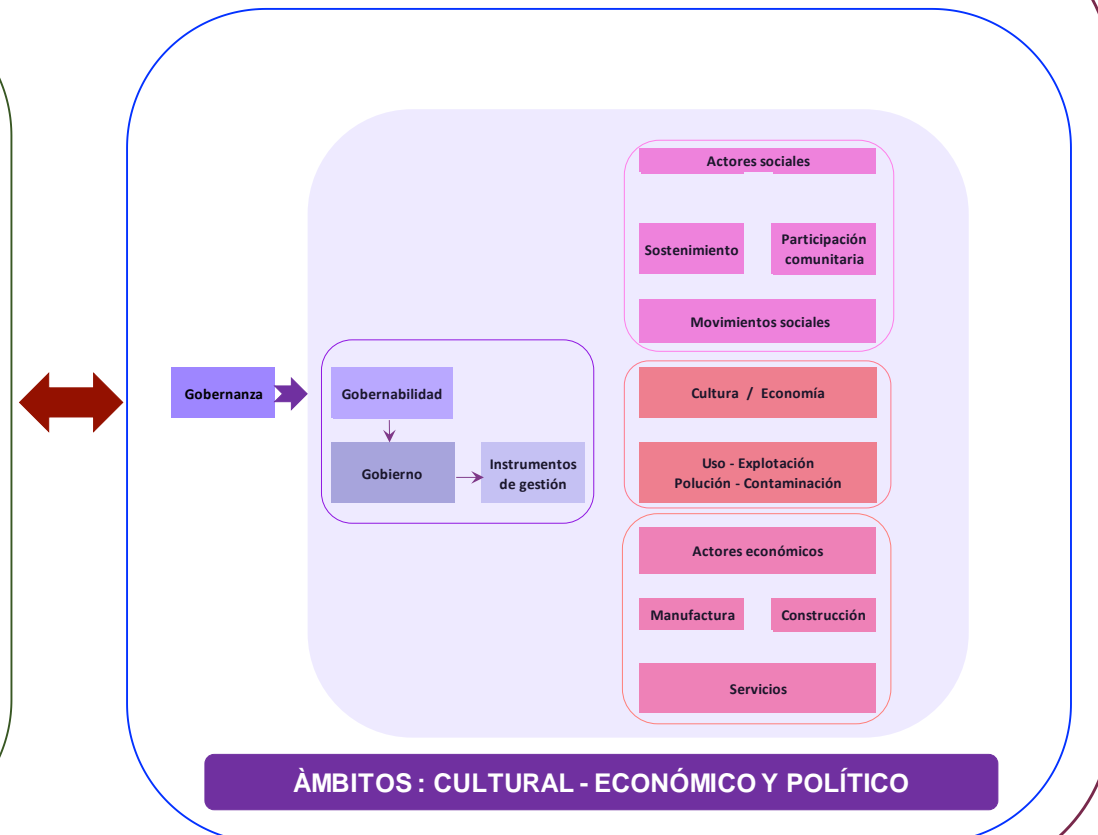 Actores sociales
Sostenimiento
Participación
comunitaria
Movimientos sociales
Gobernanza
Gobernabilidad
Gobierno
Instrumentos
de gestión
Cultura / Economía
Uso - Explotación
Polución - Contaminación
Actores económicos
Manufactura
Construcción
Servicios
ÀMBITOS : CULTURAL - ECONÓMICO Y POLÍTICO